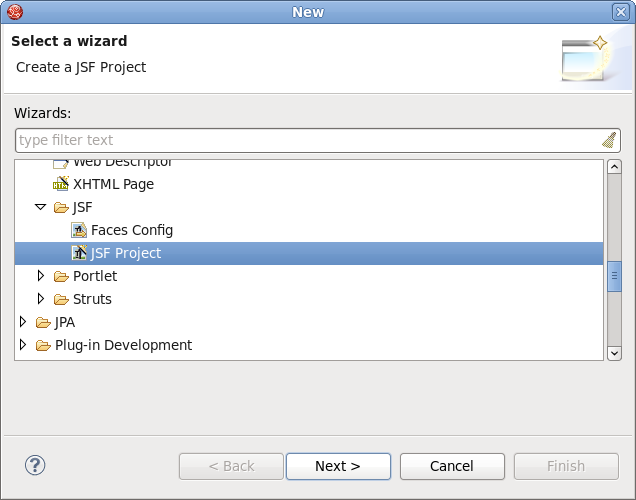 New
Select a wizard
Create a JSF Project
Wizards:
type filter text
Web Descriptor
XHTML Page
JSF
Faces Config
JSF Project
Portlet
Struts
JPA
Plug-in Development
< Back
Next >
Cancel
Finish